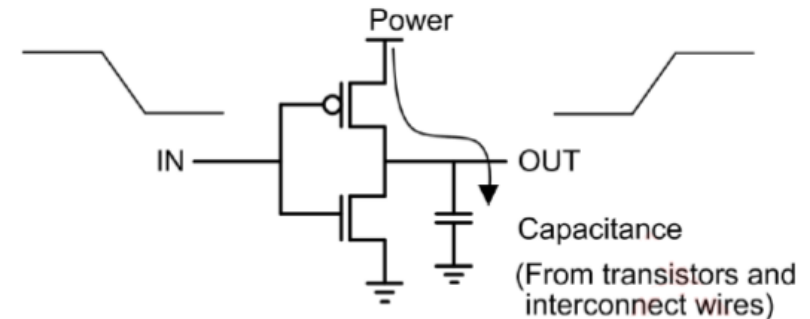 Power
IN
OUT
Capacitance
(From transistors and
interconnect wires)